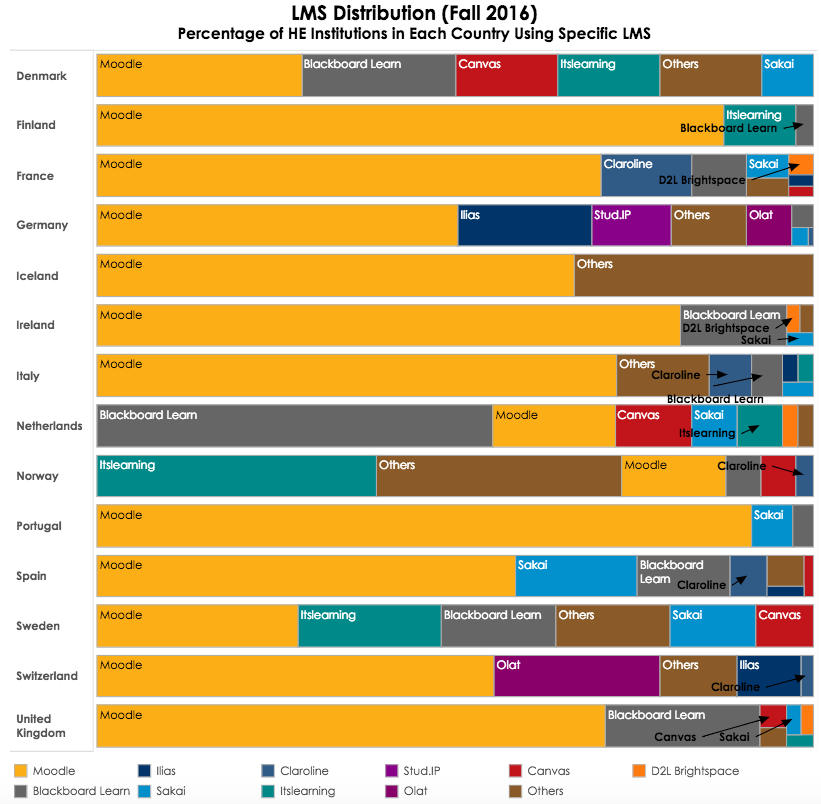 LMS Distribution (Fall 2016)
Percentage of HE Institutions in Each Country Using Specific LMS
Denmark
Moodle
Blackboard Learn
Canvas
Itslearning
Others
Sakai
Finland
Moodle
Itslearning
Blackboard Learn
France
Moodle
Claroline
Sakai
D2L Brightspace
Germany
Moodle
Ilias
Stud.IP
Others
Olat
Iceland
Moodle
Others
Ireland
Moodle
Blackboard Learn
D2L Brightspace
Sakai
Italy
Moodle
Others
Claroline
Blackboard Learn
Netherlands
Blackboard Learn
Moodle
Canvas
Sakai
Itslearning
Norway
Itslearning
Others
Moodle
Claroline
Portugal
Moodle
Sakai
Spain
Moodle
Sakai
Blackboard
Learn
Claroline
Sweden
Moodle
Itslearning
Blackboard Learn
Others
Sakai
Canvas
Switzerland
Moodle
Olat
Others
Ilias
Claroline
United
Kingdom
Moodle
Blackboard Learn
Canvas
Sakai
Moodle
Ilias
Claroline
Stud.IP
Canvas
D2L Brightspace
Blackboard Learn
Sakai
Itslearning
Olat
Others